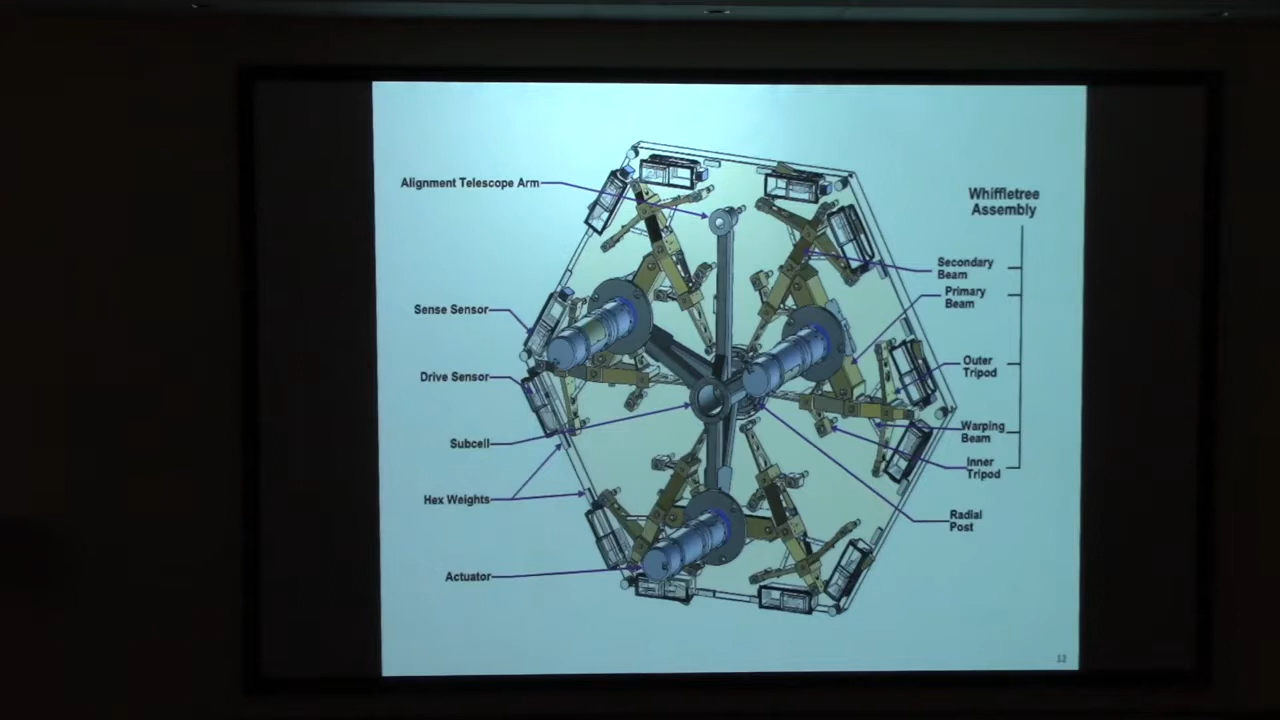 Alignment Telescope Arm
Whiffletree
Assembly
Secondary
Beam
Primary
Beam
Sense Sensor
Outer
Tripod
Drive Sensor
Warping
Beam
Subcell
Inner
Tripod
Hex Weights
Radial
Post
Actuator